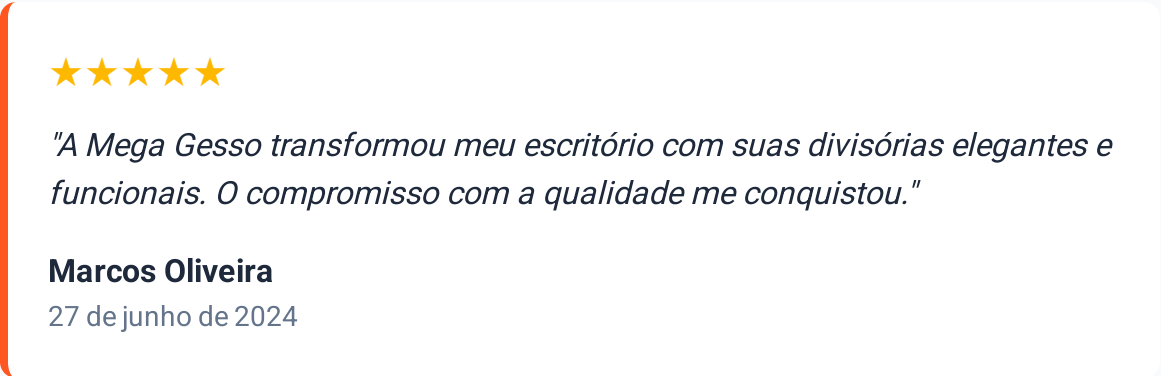 ★★★★★
"A Mega Gesso transformou meu escritório com suas divisórias elegantes e
funcionais. O compromisso com a qualidade me conquistou."
Marcos Oliveira
27 de junho de 2024